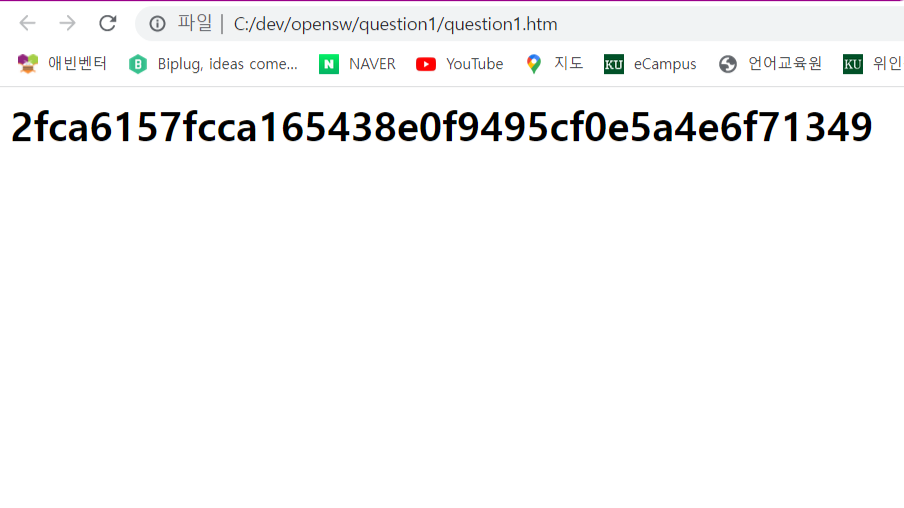 파일 | C:/dev/opensw/question1/question1.htm
애빈벤터 Biplug, ideas come... NAVER YouTube 지도 KU eCampus 언어교육원 KU 위인
2fca6157fcca165438e0f9495cf0e5a4e6f71349